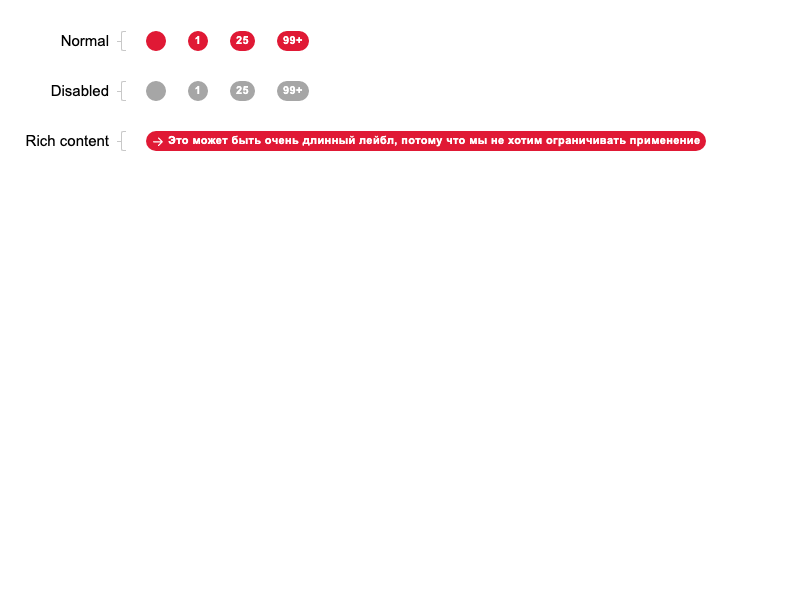 Normal 1 25 99+
Disabled 1 25 99+
Rich content → Это может быть очень длинный лейбл, потому что мы не хотим ограничивать применение